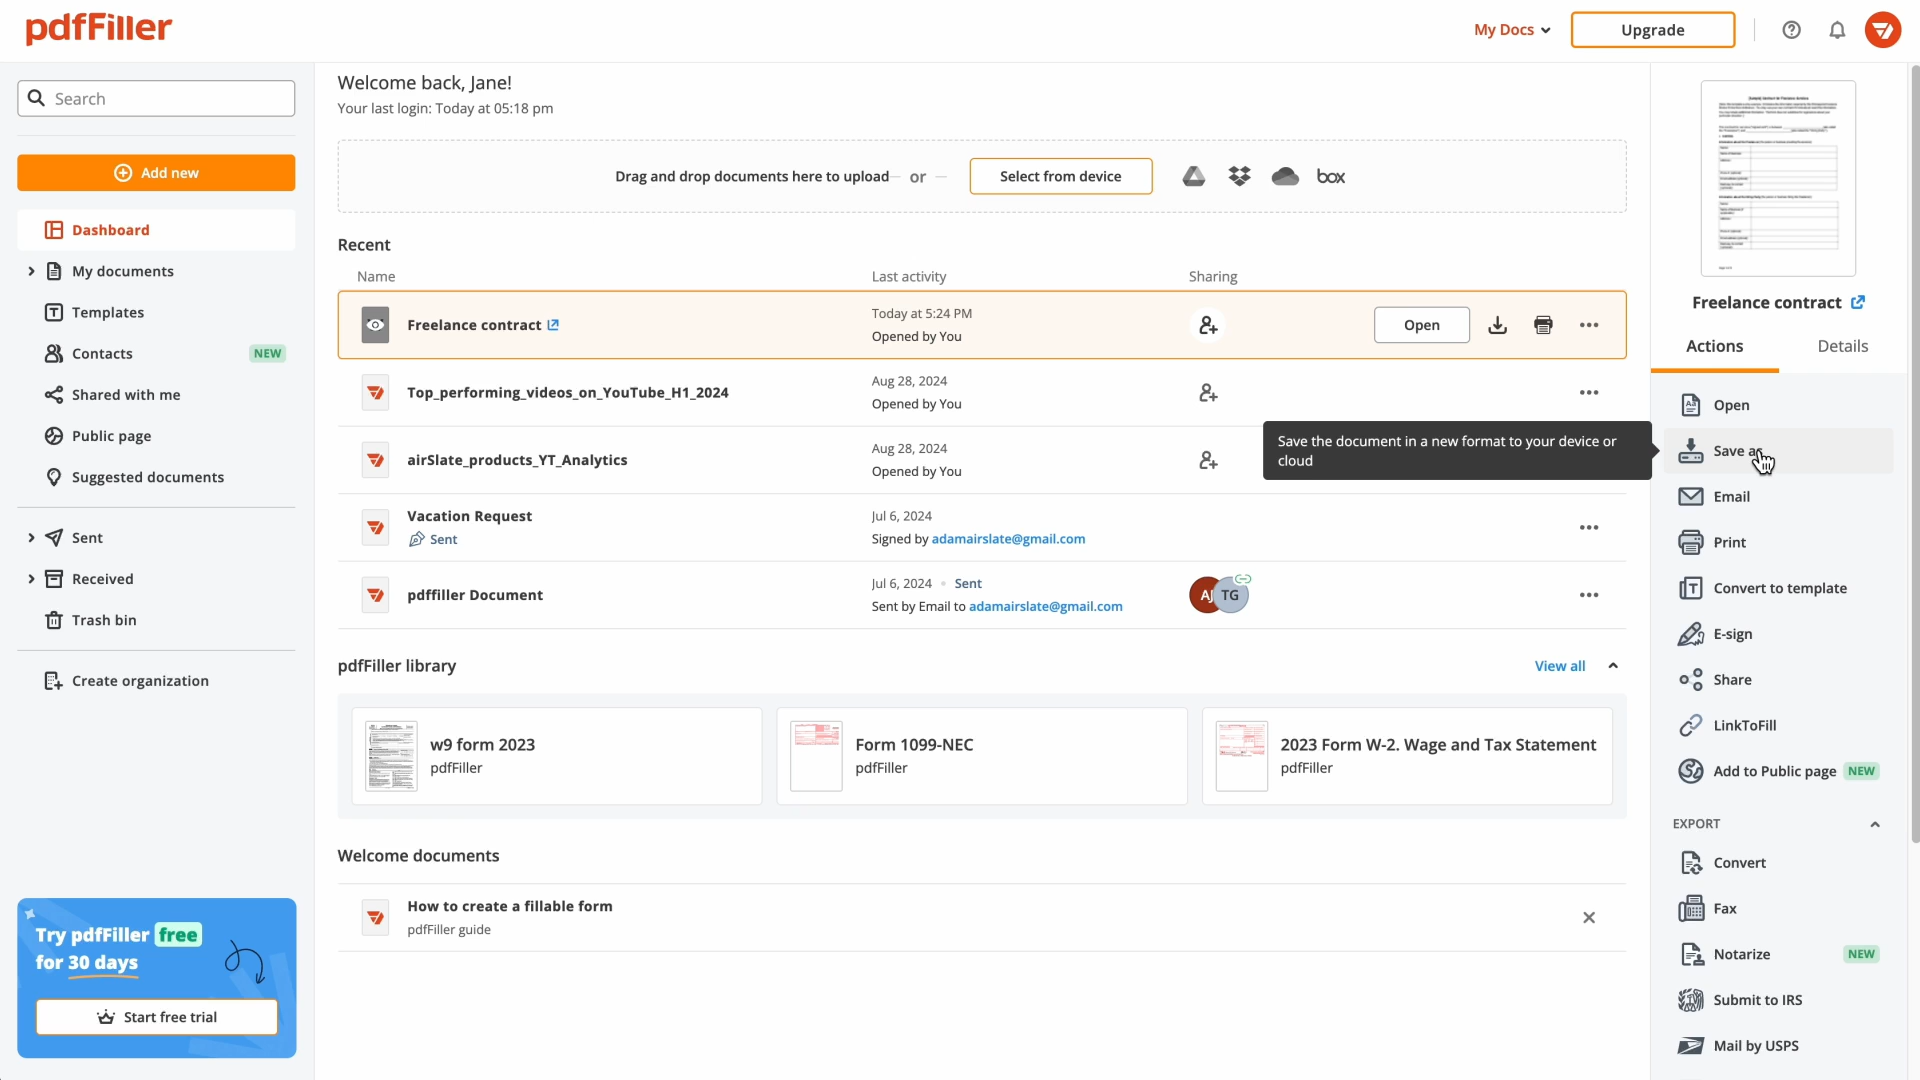 pdfFiller
My Docs
Upgrade
Search
Add new
Dashboard
My documents
Templates
Contacts NEW
Shared with me
Public page
Suggested documents
Sent
Received
Trash bin
Create organization
Try pdfFiller free
for 30 days
Start free trial
Welcome back, Jane!
Your last login: Today at 05:18 pm
Drag and drop documents here to upload or Select from device box
Recent
Name Last activity Sharing
Freelance contract
Today at 5:24 PM
Opened by You
Open
Top_performing_videos_on_YouTube_H1_2024
Aug 28, 2024
Opened by You
airSlate_products_YT_Analytics
Aug 28, 2024
Opened by You
Vacation Request
Sent
Jul 6, 2024
Signed by adamairslate@gmail.com
pdffiller Document
Jul 6, 2024 • Sent
Sent by Email to adamairslate@gmail.com
AJ TG
pdfFiller library
View all
w9 form 2023
pdfFiller
Form 1099-NEC
pdfFiller
2023 Form W-2. Wage and Tax Statement
pdfFiller
Welcome documents
How to create a fillable form
pdfFiller guide
Freelance contract
Actions Details
Open
Save as
Save the document in a new format to your device or
cloud
Email
Print
Convert to template
E-sign
Share
LinkToFill
Add to Public page NEW
EXPORT
Convert
Fax
Notarize NEW
Submit to IRS
Mail by USPS